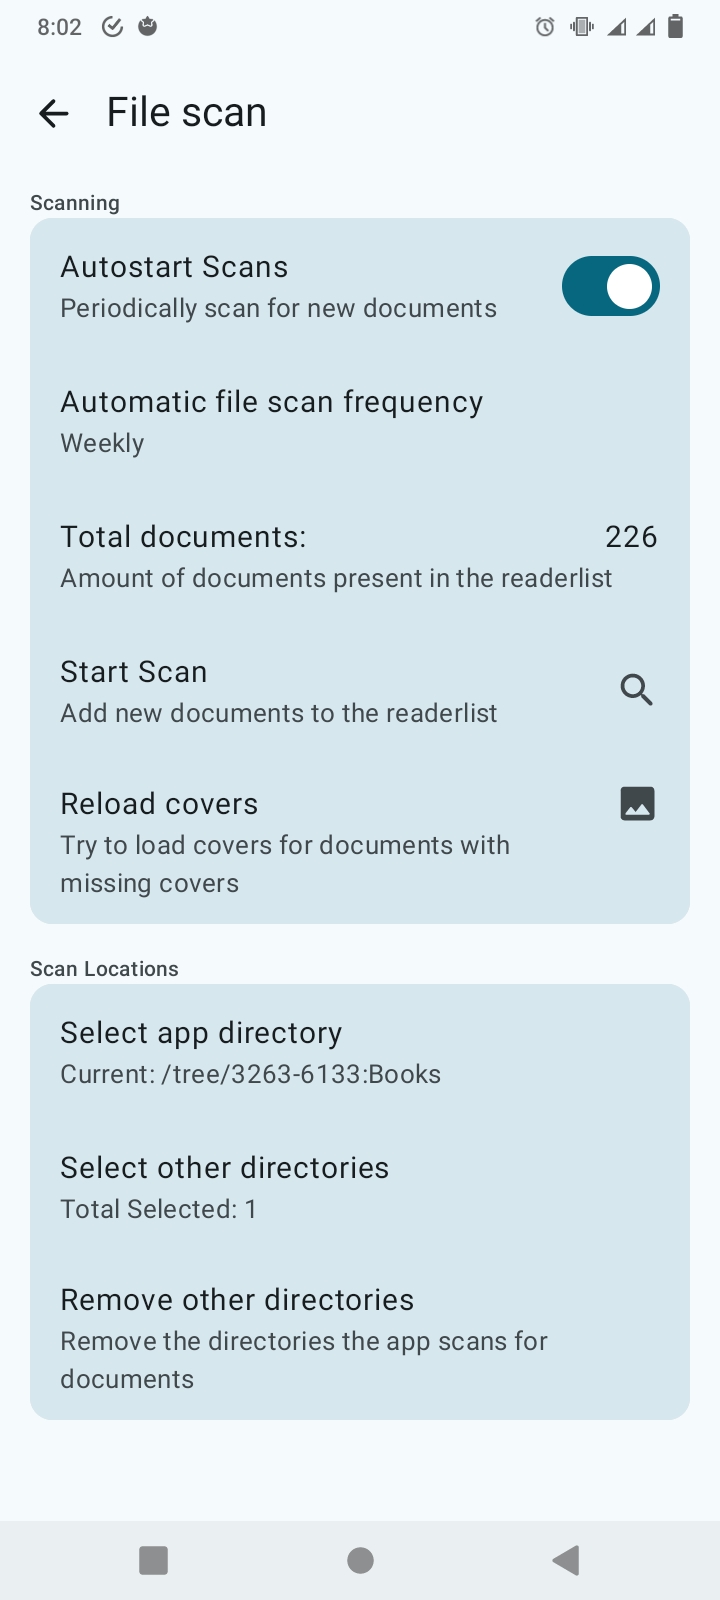 8:02
File scan
Scanning
Autostart Scans
Periodically scan for new documents
Automatic file scan frequency
Weekly
Total documents: 226
Amount of documents present in the readerlist
Start Scan
Add new documents to the readerlist
Reload covers
Try to load covers for documents with
missing covers
Scan Locations
Select app directory
Current: /tree/3263-6133:Books
Select other directories
Total Selected: 1
Remove other directories
Remove the directories the app scans for
documents